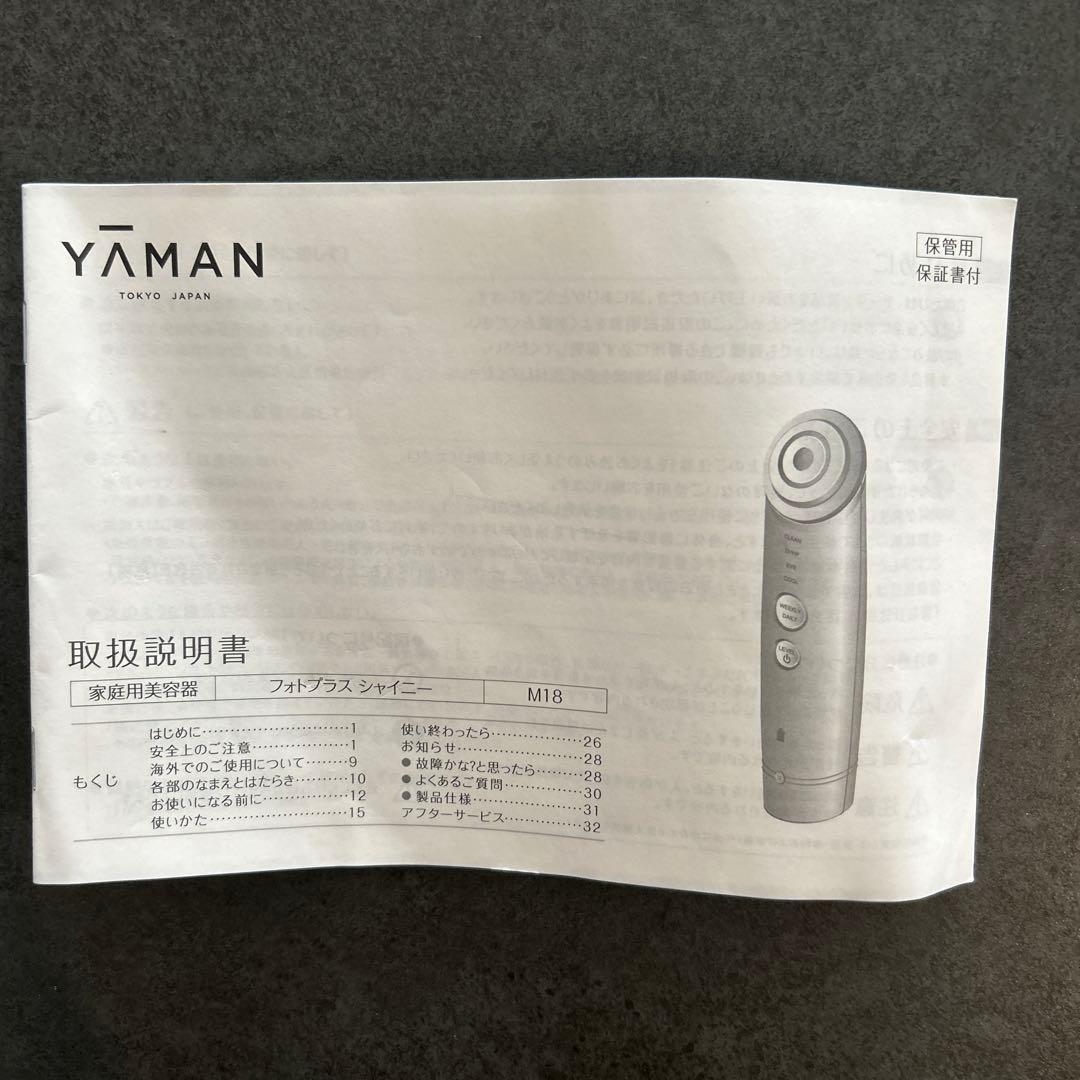 YĀMAN
TOKYO JAPAN
保管用
保証書付
CLEAN
EYE
COOL
WEEKLY
DAILY
LEVEL
取扱説明書
家庭用美容器 フォトプラス シャイニー M18
もくじ
はじめに…………………………1
安全上のご注意…………………1
海外でのご使用について………9
各部のなまえとはたらき………10
お使いになる前に………………12
使いかた…………………………15
使い終わったら…………………26
お知らせ…………………………28
●故障かな?と思ったら…………28
●よくあるご質問…………………30
●製品仕様…………………………31
アフターサービス………………32